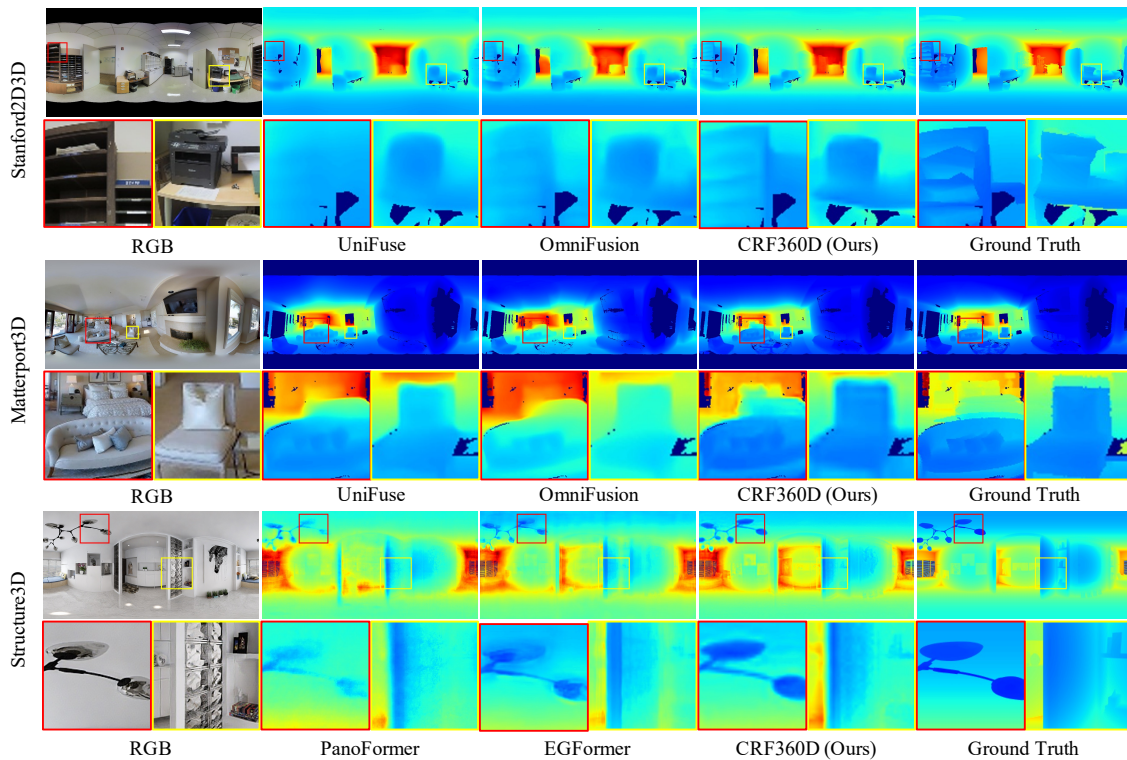 Stanford2D3D
RGB
UniFuse
OmniFusion
CRF360D (Ours)
Ground Truth
Matterport3D
RGB
UniFuse
OmniFusion
CRF360D (Ours)
Ground Truth
Structure3D
RGB
PanoFormer
EGFormer
CRF360D (Ours)
Ground Truth